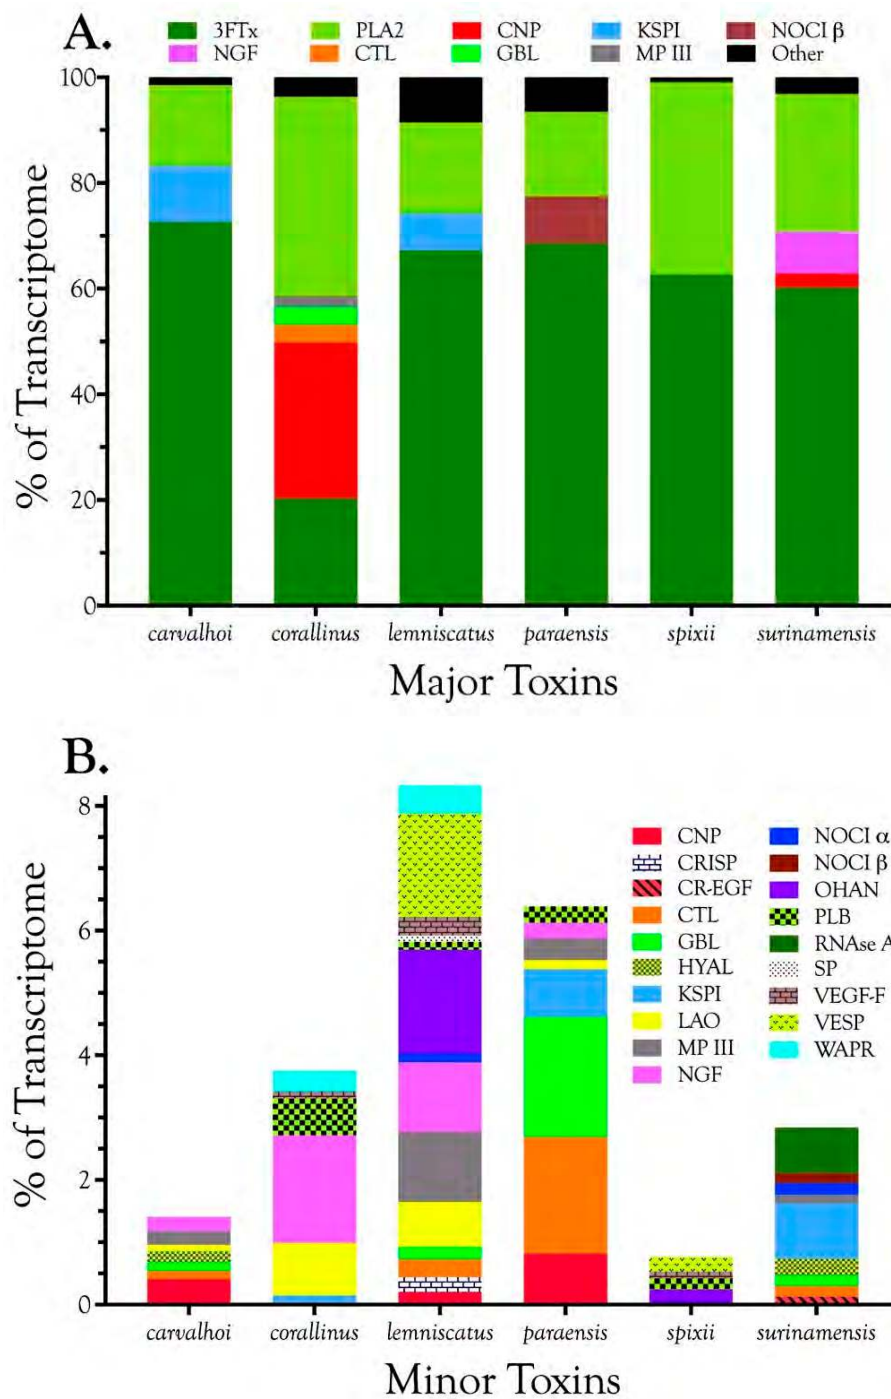 A.
3FTx PLA2 CNP KSPI NOCI β
NGF CTL GBL MP III Other
% of Transcriptome
100
80
60
40
20
0
carvalhoi corallinus lemniscatus paraensis spixii surinamensis
Major Toxins
B.
% of Transcriptome
8
6
4
2
0
CNP NOCI α
CRISP NOCI β
CR-EGF OHAN
CTL PLB
GBL RNAse A
HYAL SP
KSPI VEGF-F
LAO VESP
MP III WAPR
NGF
carvalhoi corallinus lemniscatus paraensis spixii surinamensis
Minor Toxins